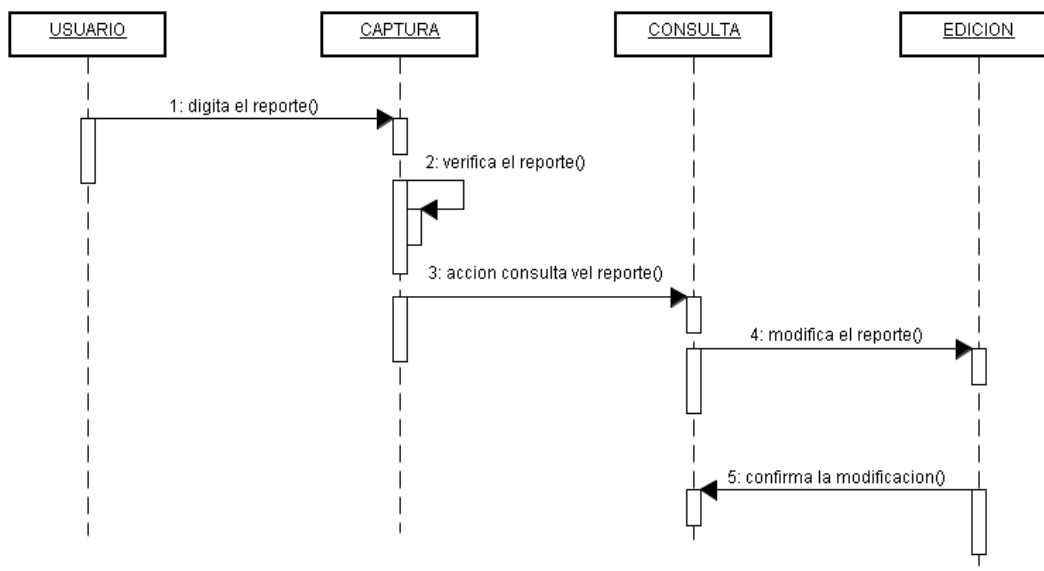 USUARIO
CAPTURA
CONSULTA
EDICION
1: digita el reporte()
2: verifica el reporte()
3: accion consulta vel reporte()
4: modifica el reporte()
5: confirma la modificacion()